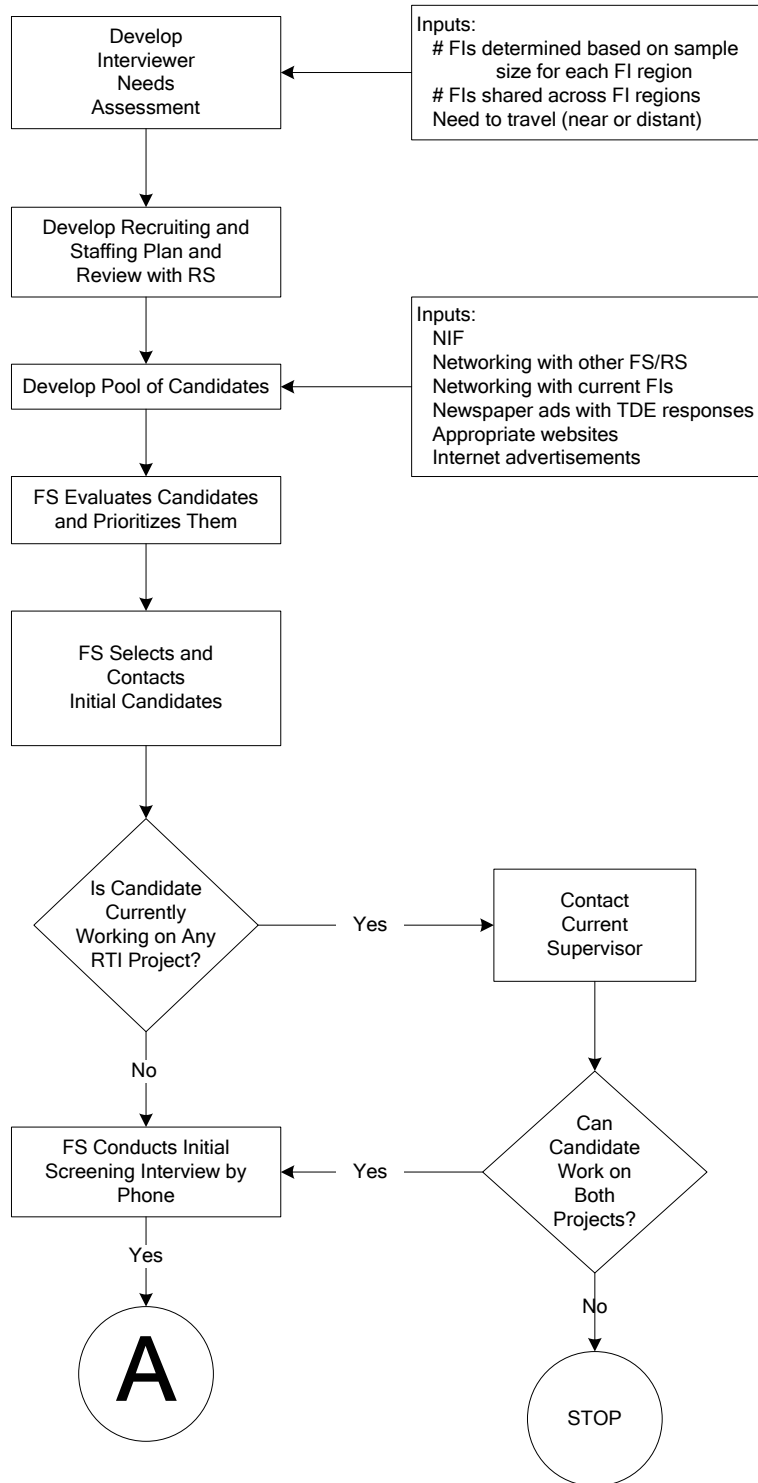 Develop
Interviewer
Needs
Assessment
Inputs:
# FIs determined based on sample
size for each FI region
# FIs shared across FI regions
Need to travel (near or distant)
Develop Recruiting and
Staffing Plan and
Review with RS
Develop Pool of Candidates
Inputs:
NIF
Networking with other FS/RS
Networking with current FIs
Newspaper ads with TDE responses
Appropriate websites
Internet advertisements
FS Evaluates Candidates
and Prioritizes Them
FS Selects and
Contacts
Initial Candidates
Is Candidate
Currently
Working on Any
RTI Project?
Yes
Contact
Current
Supervisor
No
FS Conducts Initial
Screening Interview by
Phone
Yes
Can
Candidate
Work on
Both
Projects?
Yes
No
A
STOP